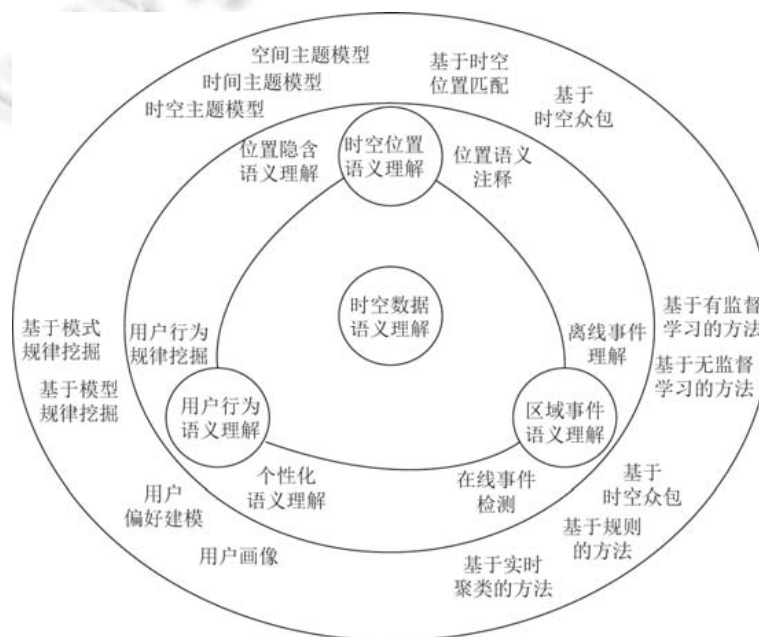 空间主题模型
时间主题模型
时空主题模型
基于时空
位置匹配
基于
时空众包
位置隐含
语义理解
时空位置
语义理解
位置语义
注释
时空数据
语义理解
基于模式
规律挖掘
用户行为
规律挖掘
离线事件
理解
基于有监督
学习的方法
基于模型
规律挖掘
基于无监督
学习的方法
用户行为
语义理解
区域事件
语义理解
个性化
语义理解
在线事件
检测
用户
偏好建模
基于
时空众包
基于规则
的方法
用户画像
基于实时
聚类的方法